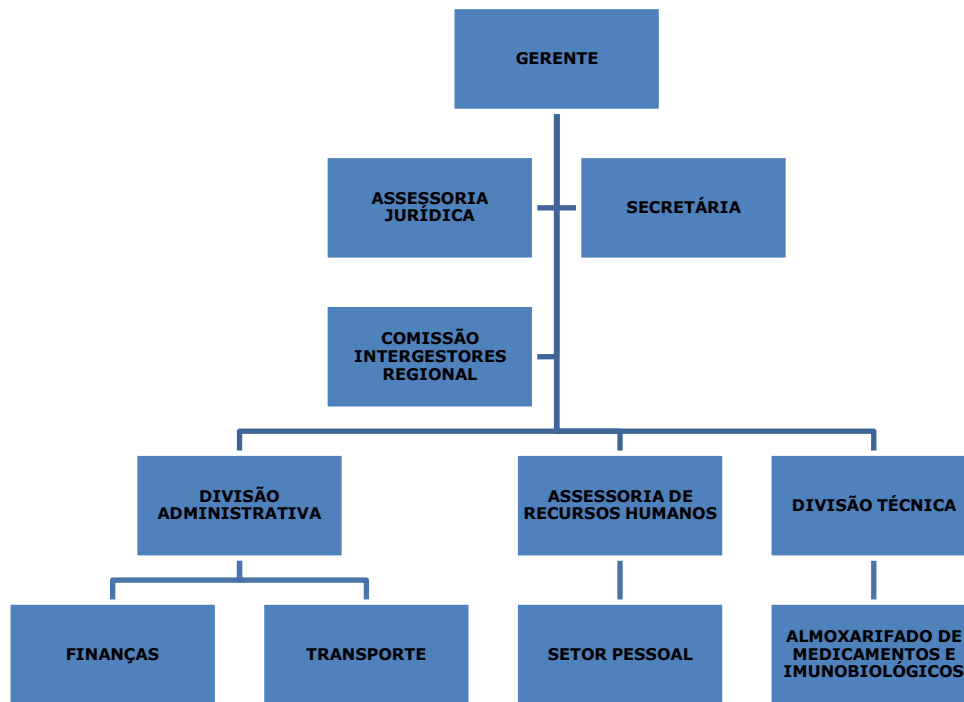 GERENTE
ASSESSORIA
JURÍDICA
SECRETÁRIA
COMISSÃO
INTERGESTORES
REGIONAL
DIVISÃO
ADMINISTRATIVA
ASSESSORIA DE
RECURSOS HUMANOS
DIVISÃO TÉCNICA
FINANÇAS
TRANSPORTE
SETOR PESSOAL
ALMOXARIFADO DE
MEDICAMENTOS E
IMUNOBIOLÓGICOS